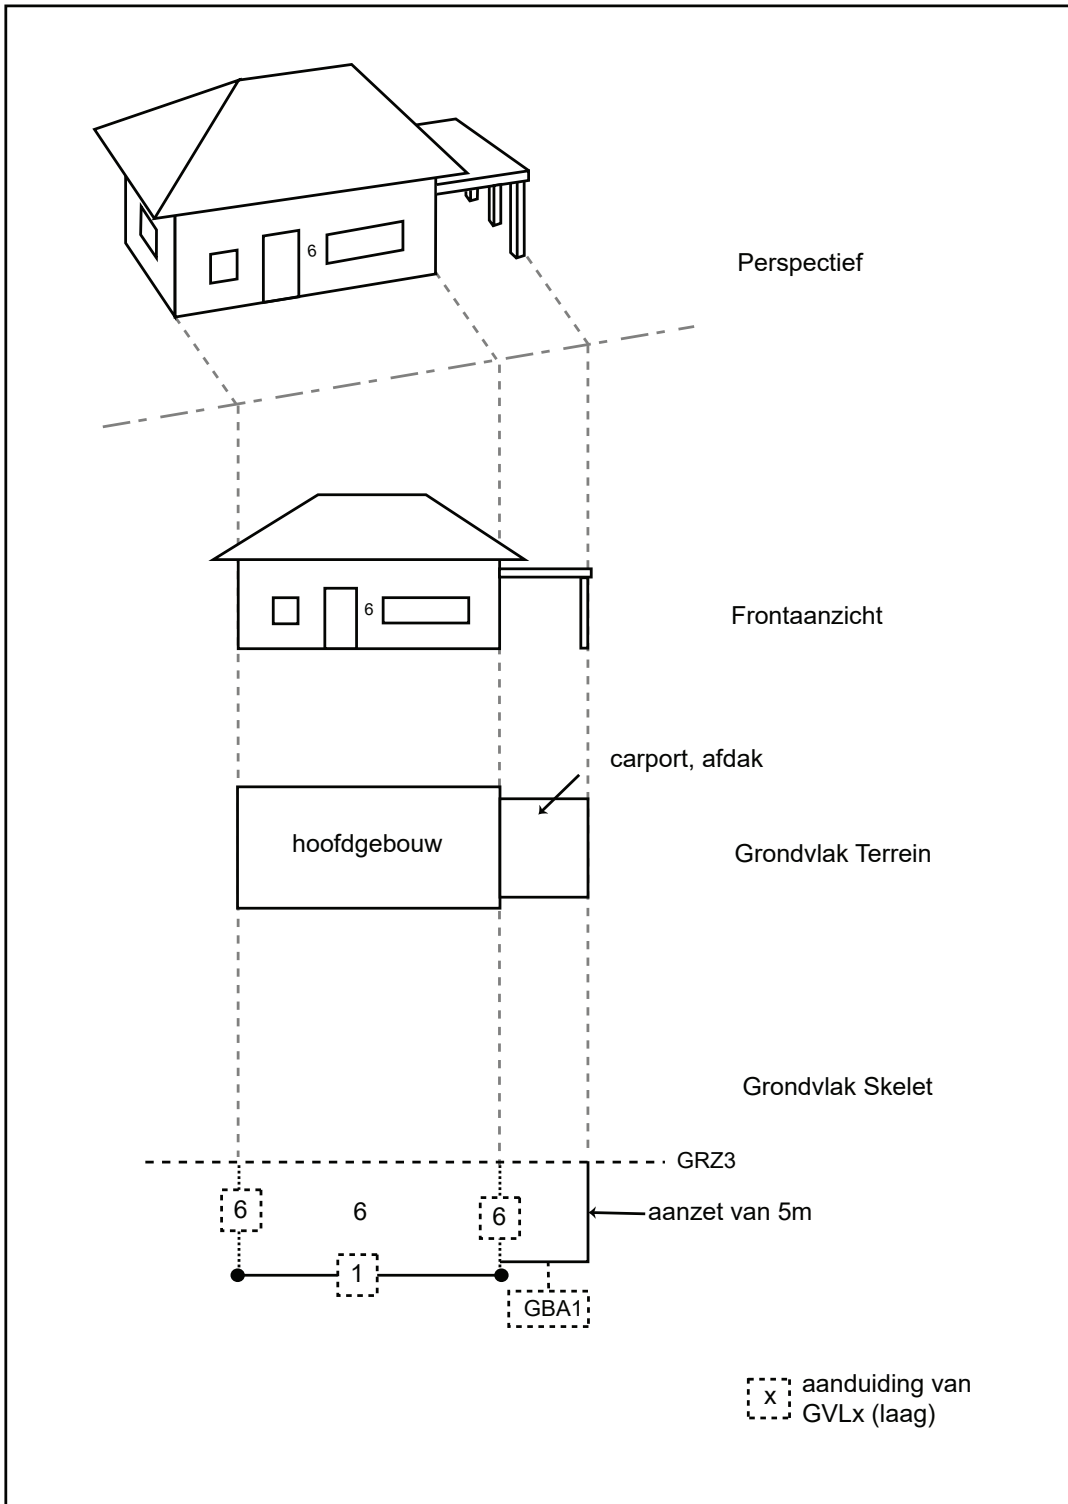 6
Perspectief
6
Frontaanzicht
carport, afdak
hoofdgebouw
Grondvlak Terrein
Grondvlak Skelet
GRZ3
6
6
6
aanzet van 5m
1
GBA1
x
aanduiding van
GVLx (laag)